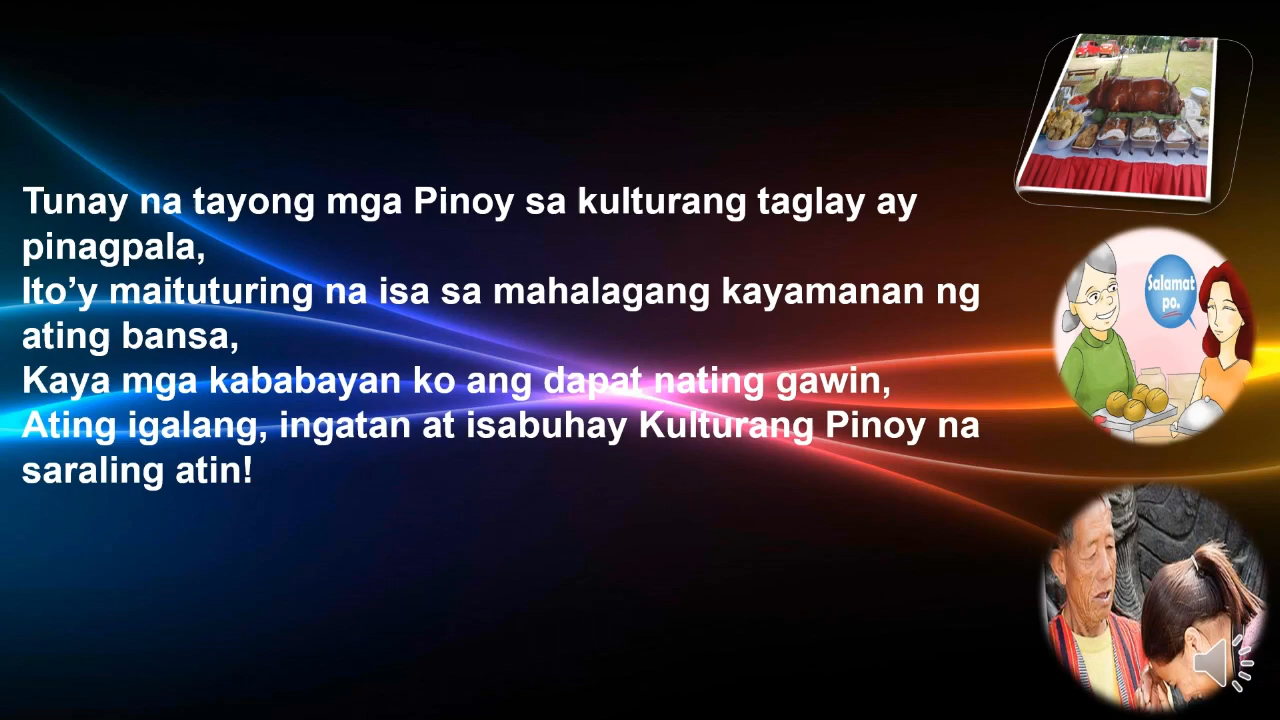 Tunay na tayong mga Pinoy sa kulturang taglay ay
pinagpala,
Ito’y maituturing na isa sa mahalagang kayamanan ng
ating bansa,
Kaya mga kababayan ko ang dapat nating gawin,
Ating igalang, ingatan at isabuhay Kulturang Pinoy na
saraling atin!
Salamat
po.